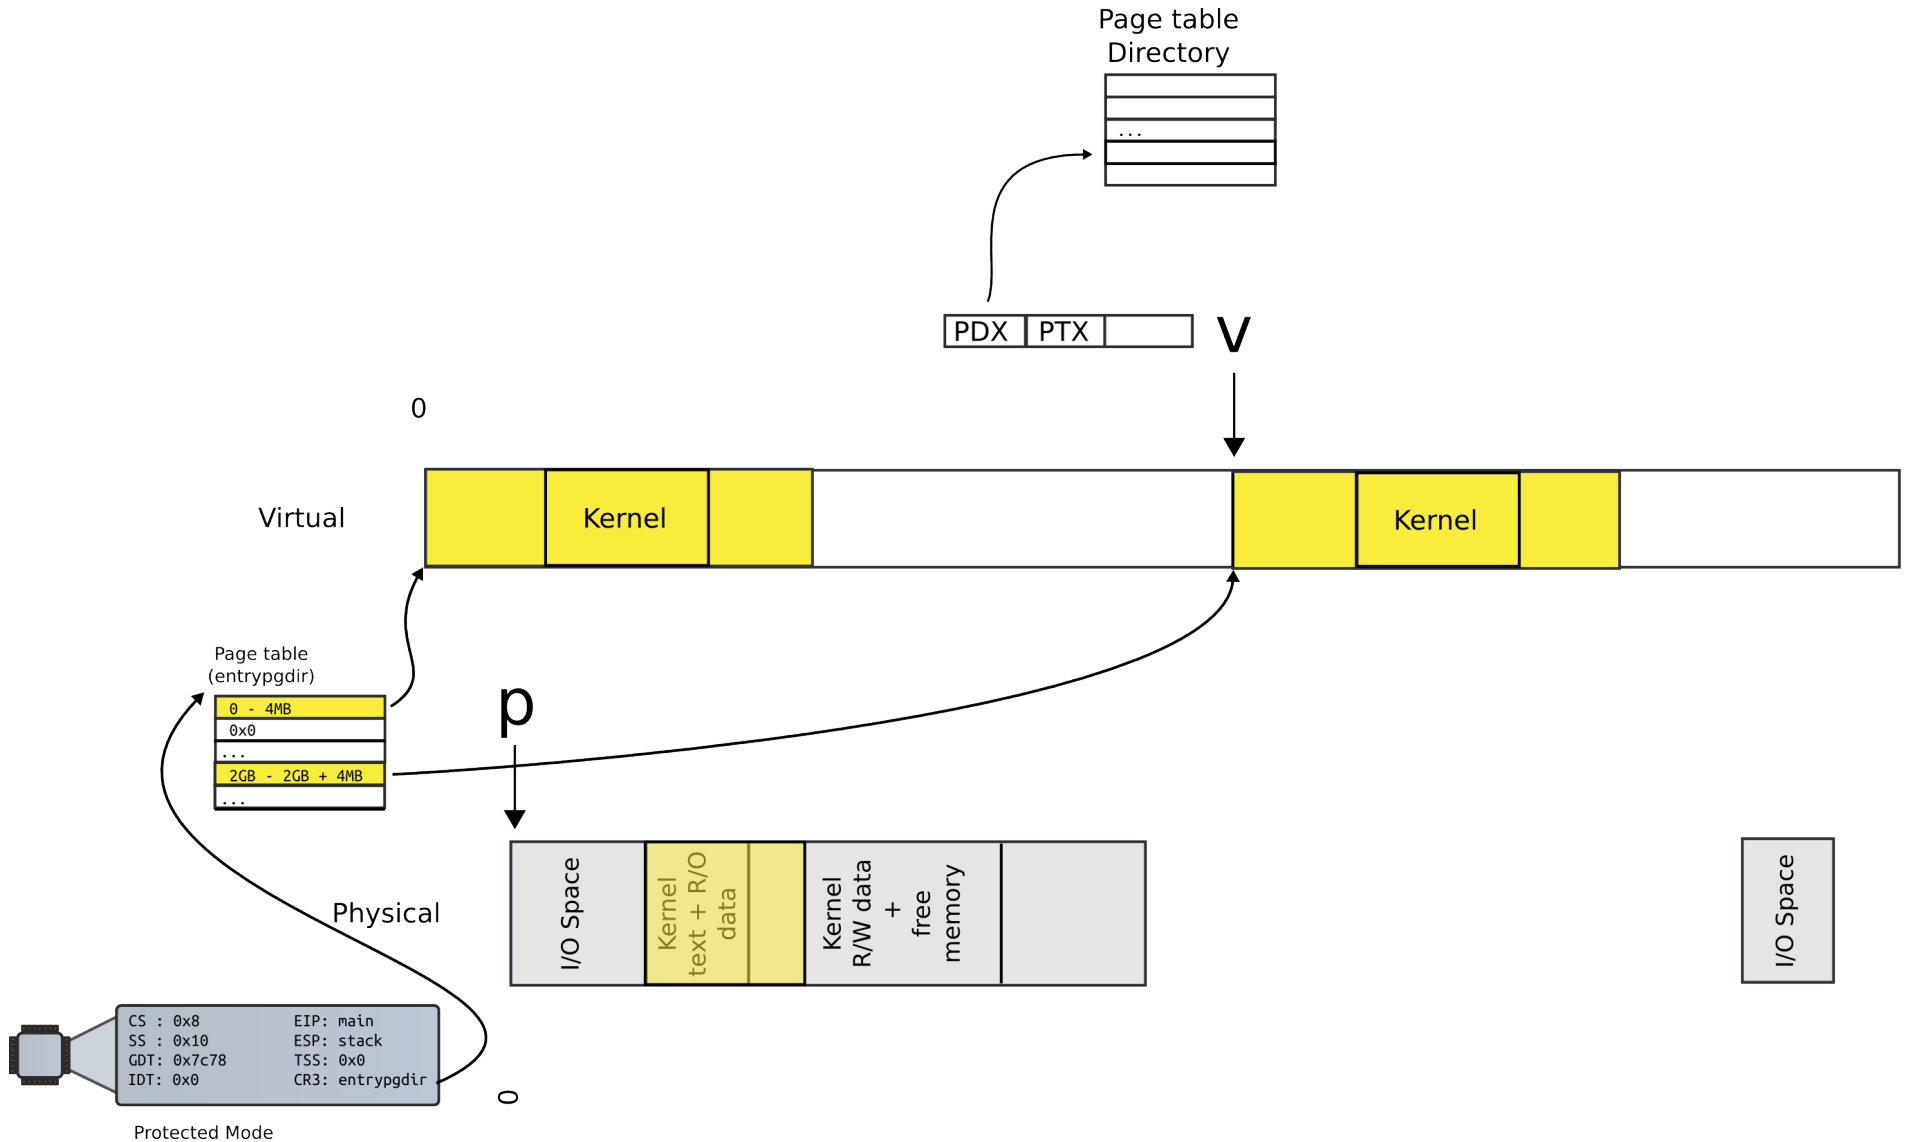 Page table
Directory
...
PDX PTX
v
0
Virtual
Kernel
Kernel
Page table
(entrypgdir)
0 - 4MB
0x0
...
2GB - 2GB + 4MB
...
p
Physical
I/O Space
Kernel
text + R/O
data
Kernel
R/W data
+
free
memory
I/O Space
CS : 0x8 EIP: main
SS : 0x10 ESP: stack
GDT: 0x7c78 TSS: 0x0
IDT: 0x0 CR3: entrypgdir
0
Protected Mode